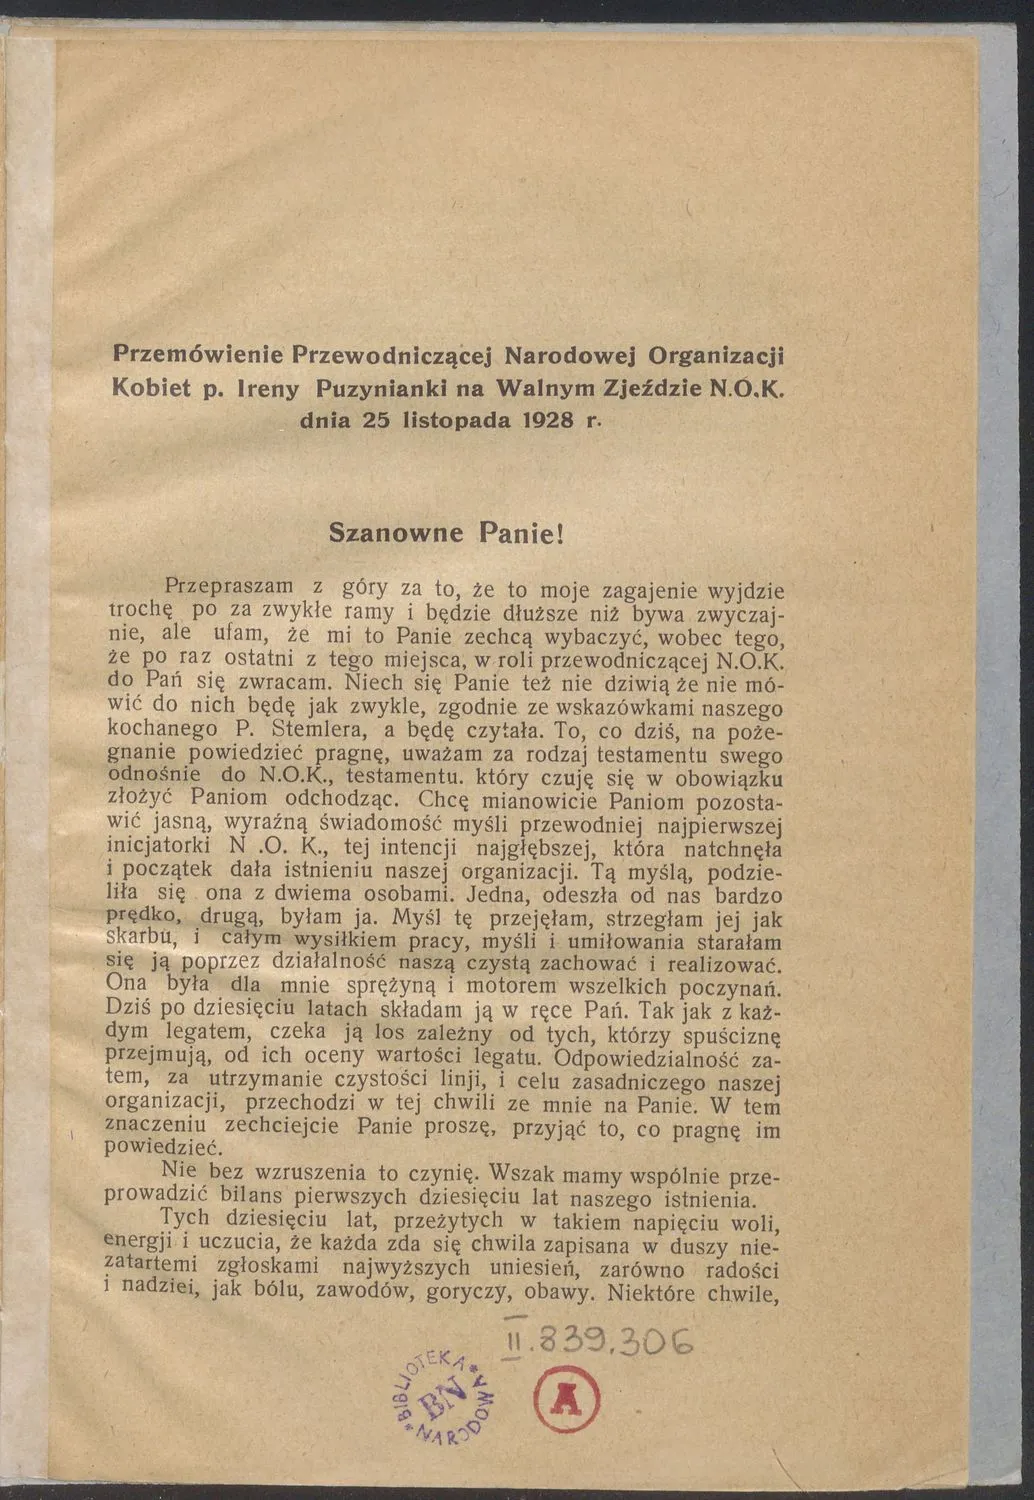 Przemówienie Przewodniczącej Narodowej Organizacji
Kobiet p. Ireny Puzynianki na Walnym Zjeździe N.O.K.
dnia 25 listopada 1928 r.
Szanowne Panie!
Przepraszam z góry za to, że to moje zagajenie wyjdzie
trochę po za zwykłe ramy i będzie dłuższe niż bywa zwyczaj-
nie, ale ufam, że mi to Panie zechcą wybaczyć, wobec tego,
że po raz ostatni z tego miejsca, w roli przewodniczącej N.O.K.
do Pań się zwracam. Niech się Panie też nie dziwią że nie mó-
wić do nich będę jak zwykle, zgodnie ze wskazówkami naszego
kochanego P. Stemlera, a będę czytała. To, co dziś, na poże-
gnanie powiedzieć pragnę, uważam za rodzaj testamentu swego
odnośnie do N.O.K., testamentu. który czuję się w obowiązku
złożyć Paniom odchodząc. Chcę mianowicie Paniom pozosta-
wić jasną, wyraźną świadomość myśli przewodniej najpierwszej
inicjatorki N .O. K., tej intencji najgłębszej, która natchnęła
i początek dała istnieniu naszej organizacji. Tą myślą, podzie-
liła się ona z dwiema osobami. Jedna, odeszła od nas bardzo
prędko, drugą, byłam ja. Myśl tę przejęłam, strzegłam jej jak
skarbu, i całym wysiłkiem pracy, myśli i umiłowania starałam
się ją poprzez działalność naszą czystą zachować i realizować.
Ona była dla mnie sprężyną i motorem wszelkich poczynań.
Dziś po dziesięciu latach składam ją w ręce Pań. Tak jak z każ-
dym legatem, czeka ją los zależny od tych, którzy spuściznę
przejmują, od ich oceny wartości legatu. Odpowiedzialność za-
tem, za utrzymanie czystości linji, i celu zasadniczego naszej
organizacji, przechodzi w tej chwili ze mnie na Panie. W tem
znaczeniu zechciejcie Panie proszę, przyjąć to, co pragnę im
powiedzieć.
Nie bez wzruszenia to czynię. Wszak mamy wspólnie prze-
prowadzić bilans pierwszych dziesięciu lat naszego istnienia.
Tych dziesięciu lat, przeżytych w takiem napięciu woli,
energji i uczucia, że każda zda się chwila zapisana w duszy nie-
zatartemi zgłoskami najwyższych uniesień, zarówno radości
i nadziei, jak bólu, zawodów, goryczy, obawy. Niektóre chwile,
II.839.306
BIBLIOTEKA
BN
NARODOWA
A